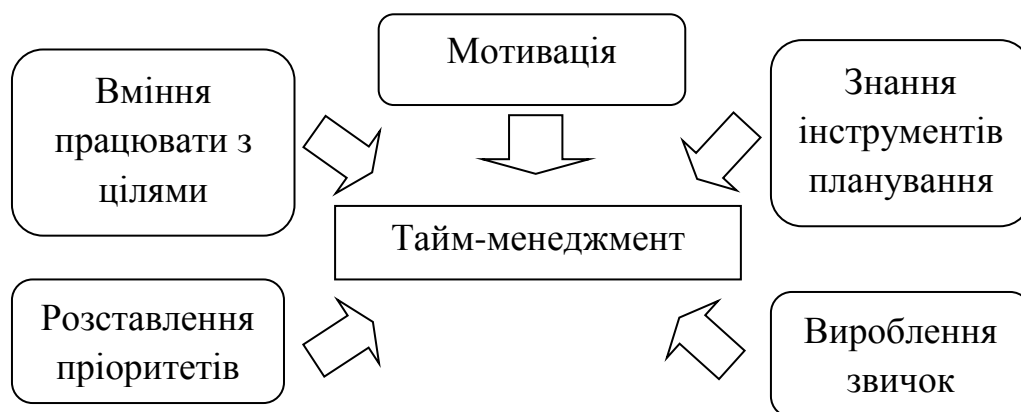 Вміння
працювати з
цілями
Мотивація
Знання
інструментів
планування
Тайм-менеджмент
Розставлення
пріоритетів
Вироблення
звичок